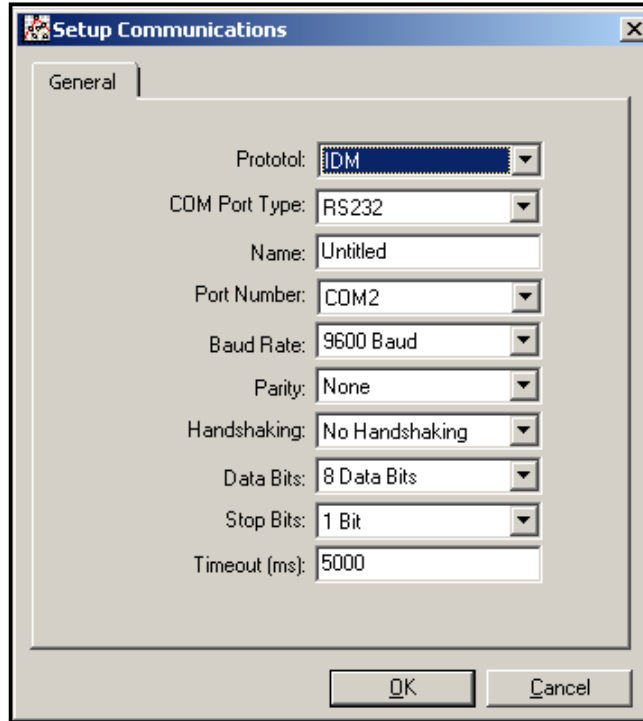 Setup Communications
General
Prototol: IDM
COM Port Type: RS232
Name: Untitled
Port Number: COM2
Baud Rate: 9600 Baud
Parity: None
Handshaking: No Handshaking
Data Bits: 8 Data Bits
Stop Bits: 1 Bit
Timeout (ms): 5000
OK Cancel